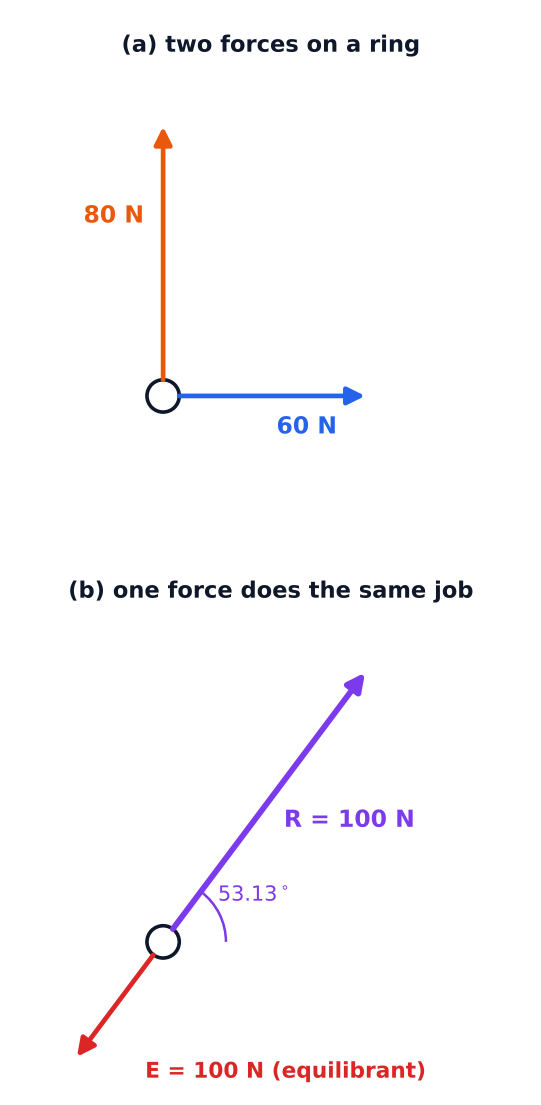 (a) two forces on a ring
80 N
60 N
(b) one force does the same job
R = 100 N
53.13°
E = 100 N (equilibrant)